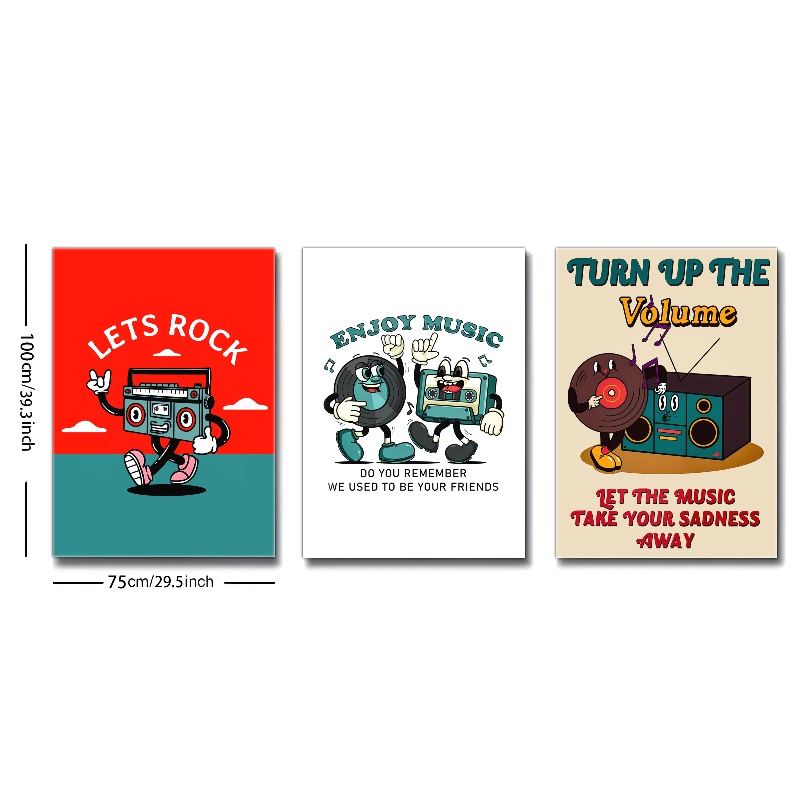 100cm/39.3inch
LETS ROCK
75cm/29.5inch
ENJOY MUSIC
DO YOU REMEMBER
WE USED TO BE YOUR FRIENDS
TURN UP THE
Volume
LET THE MUSIC
TAKE YOUR SADNESS
AWAY